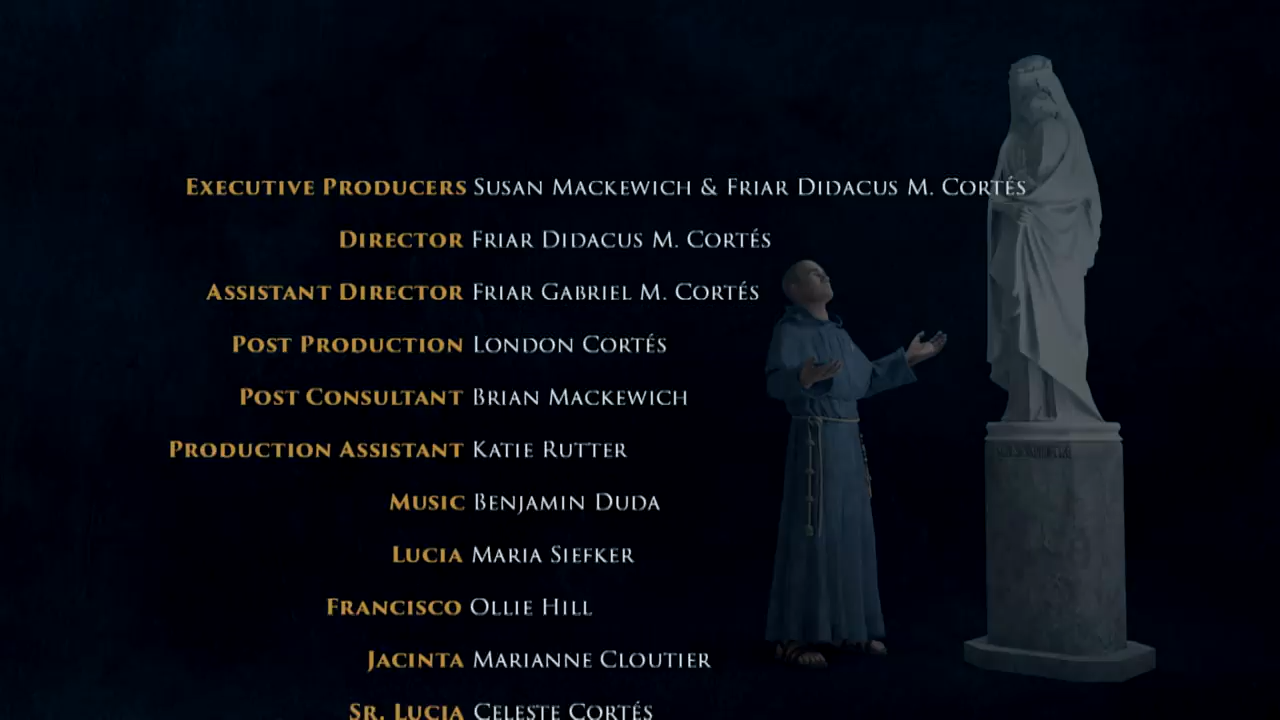 Executive Producers Susan Mackewich & Friar Didacus M. Cortés
Director Friar Didacus M. Cortés
Assistant Director Friar Gabriel M. Cortés
Post Production London Cortés
Post Consultant Brian Mackewich
Production Assistant Katie Rutter
Music Benjamin Duda
Lucia Maria Siefker
Francisco Ollie Hill
Jacinta Marianne Cloutier
Sr. Lucia Celeste Cortés